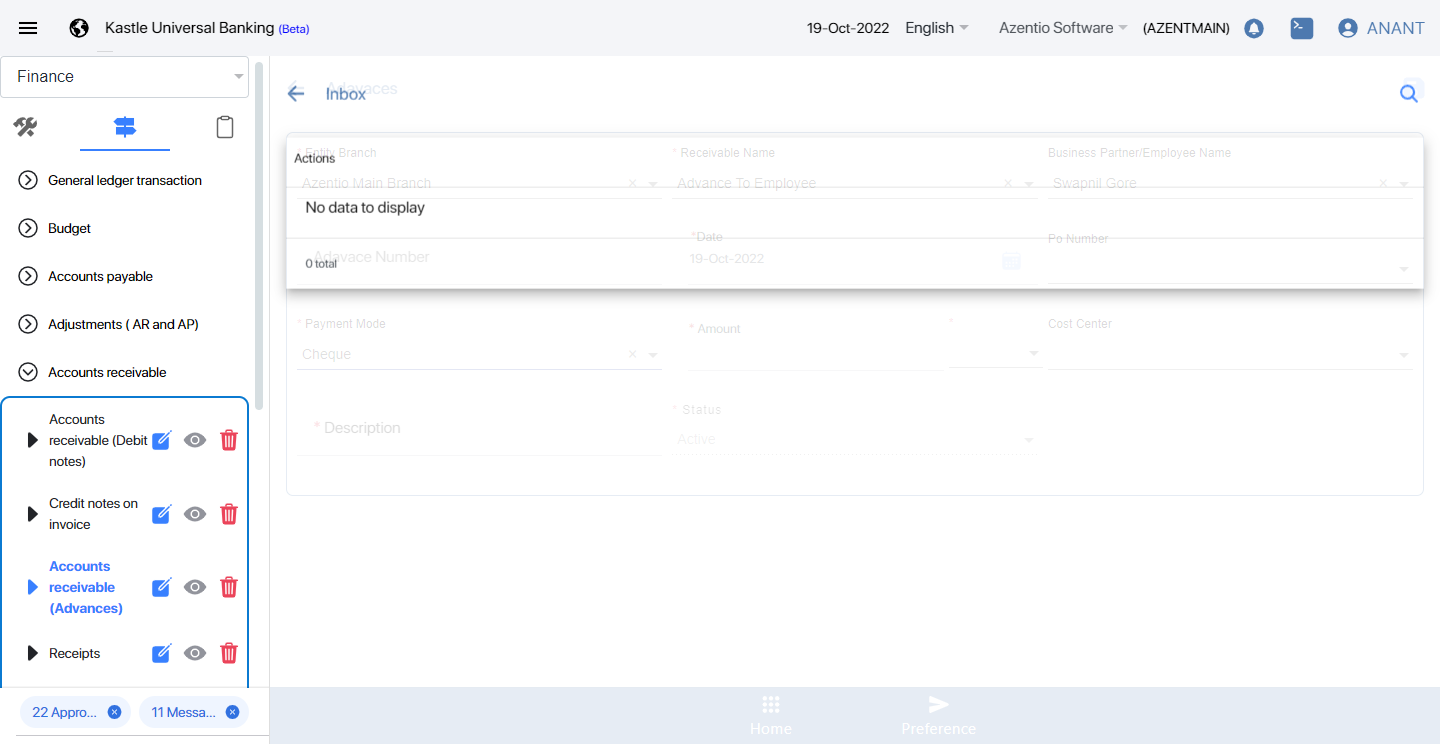 Kastle Universal Banking (Beta)
19-Oct-2022
English
Azentio Software
(AZENTMAIN)
ANANT
Finance
General ledger transaction
Budget
Accounts payable
Adjustments ( AR and AP)
Accounts receivable
Accounts
receivable (Debit
notes)
Credit notes on
invoice
Accounts
receivable
(Advances)
Receipts
22 Appro...
11 Messa...
Adavaces
Inbox
* Entity Branch
* Receivable Name
Business Partner/Employee Name
Actions
Azentio Main Branch
Advance To Employee
Swapnil Gore
No data to display
*Date
Po Number
Adavace Number
19-Oct-2022
0 total
* Payment Mode
* Amount
*
Cost Center
Cheque
* Description
* Status
Active
Home
Preference